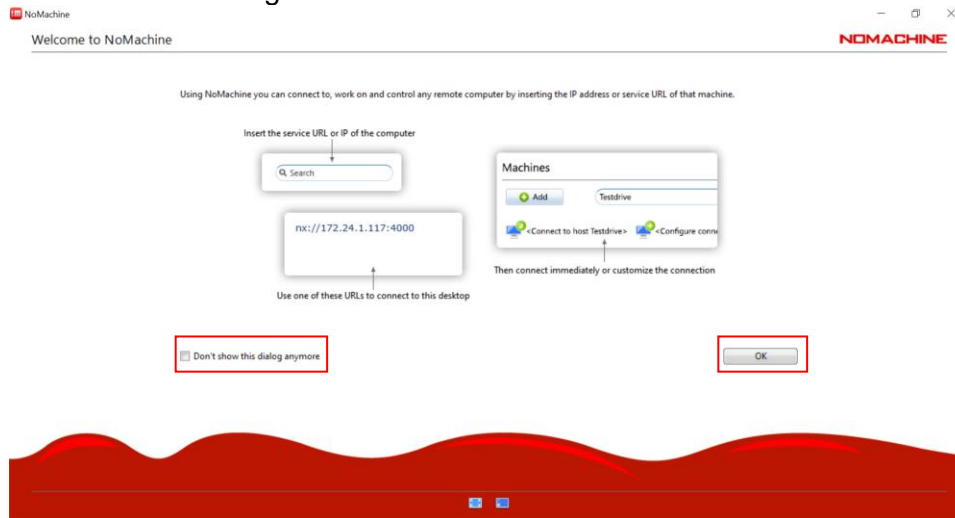 NoMachine
Welcome to NoMachine
NOMACHINE
Using NoMachine you can connect to, work on and control any remote computer by inserting the IP address or service URL of that machine.
Insert the service URL or IP of the computer
Search
nx://172.24.1.117:4000
Use one of these URLs to connect to this desktop
Machines
Add
Testdrive
<Connect to host Testdrive>
<Configure conn
Then connect immediately or customize the connection
Don't show this dialog anymore
OK